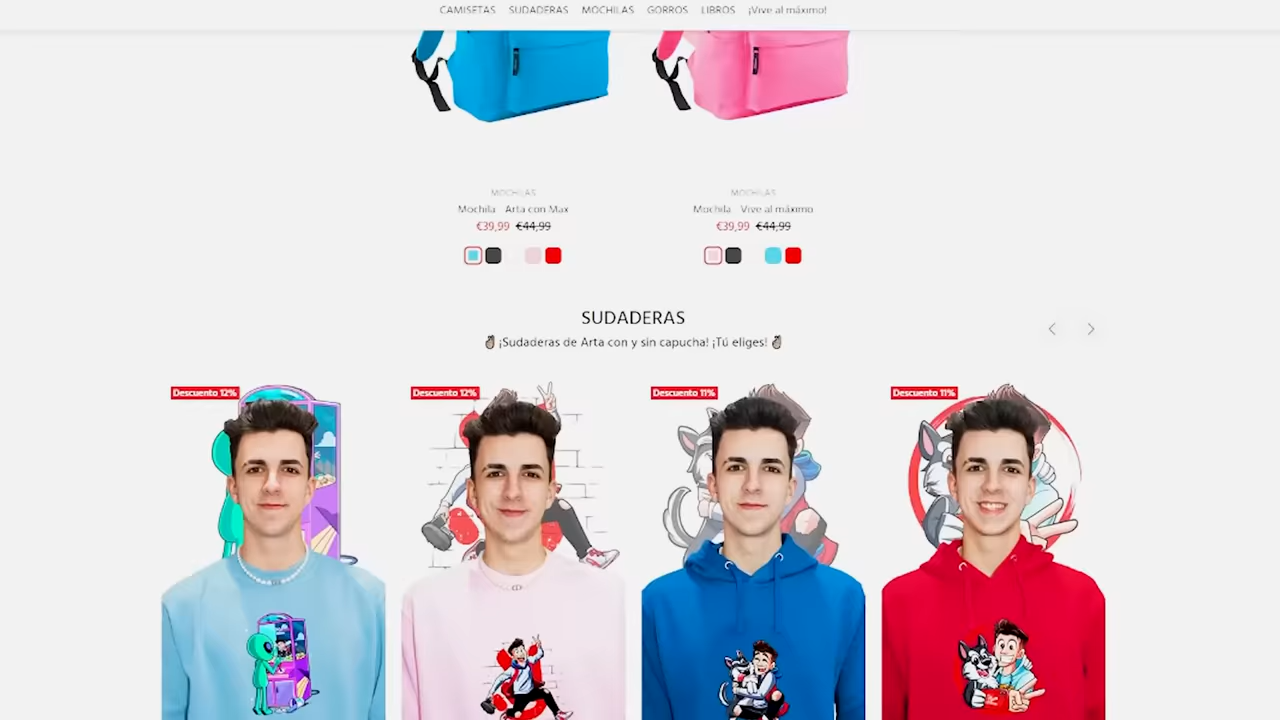 CAMISETAS SUDADERAS MOCHILAS GORROS LIBROS ¡Vive al máximo!
MOCHILAS
Mochila - Arta con Max
€39,99 €44,99
MOCHILAS
Mochila - Vive al máximo
€39,99 €44,99
SUDADERAS
¡Sudaderas de Arta con y sin capucha! ¡Tú eliges!
Descuento 12%
Descuento 12%
Descuento 11%
Descuento 11%